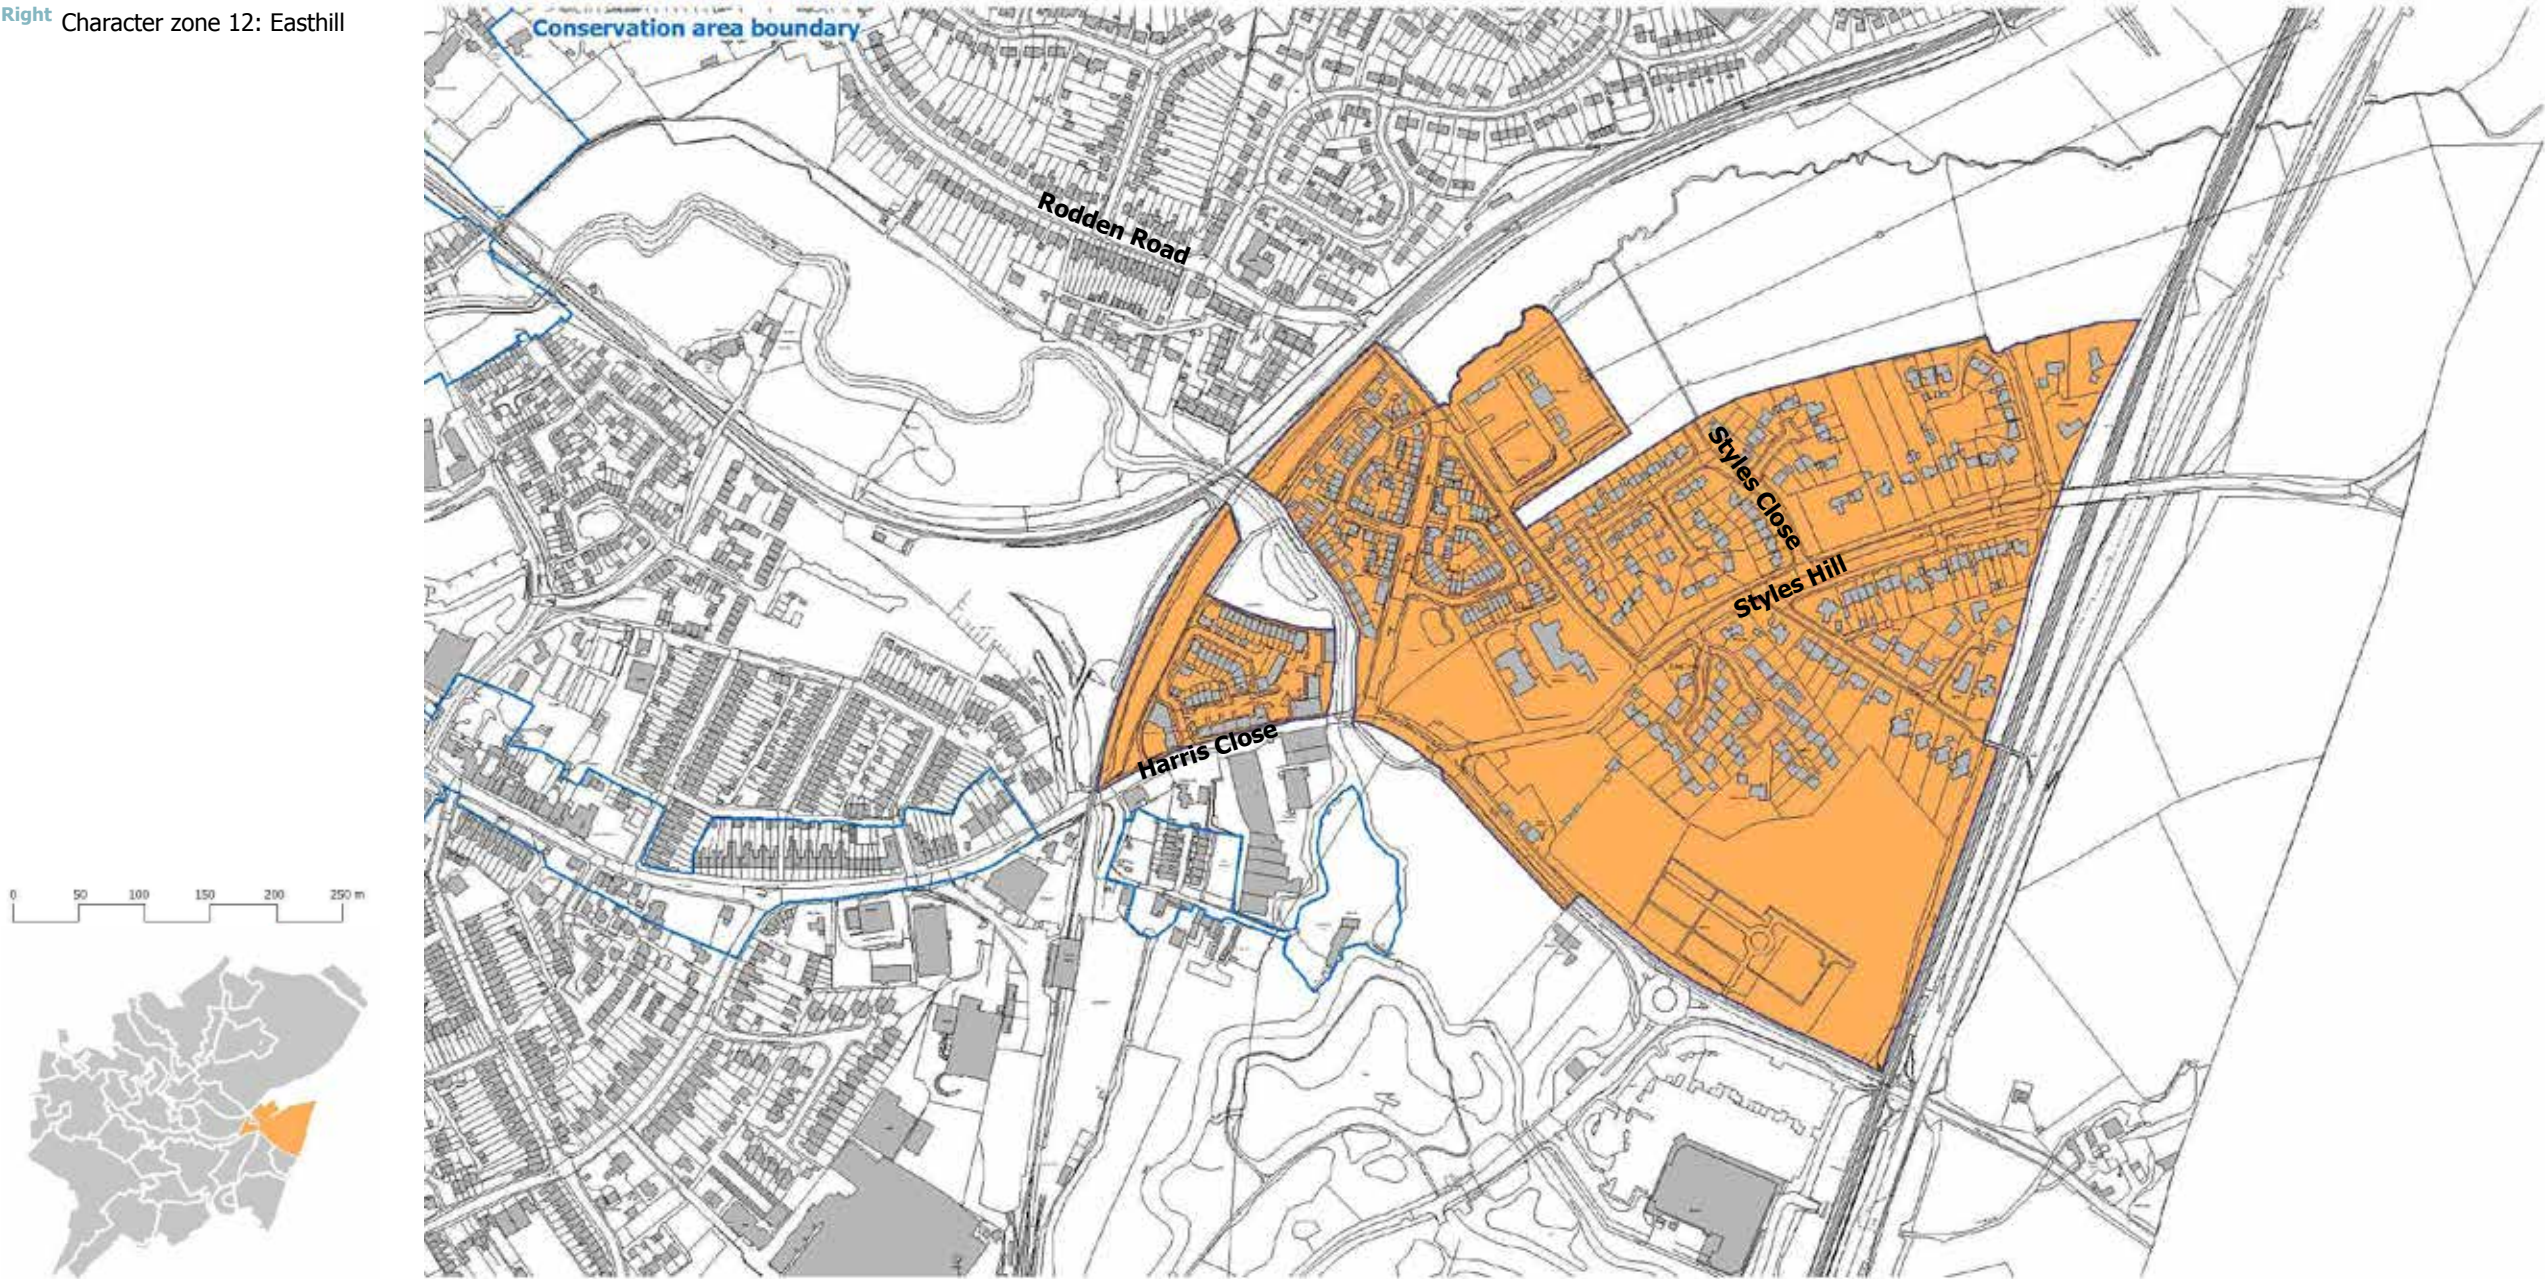 Right Character zone 12: Easthill
Conservation area boundary
Rodden Road
Styles Close
Styles Hill
Harris Close
0 50 100 150 200 250 m